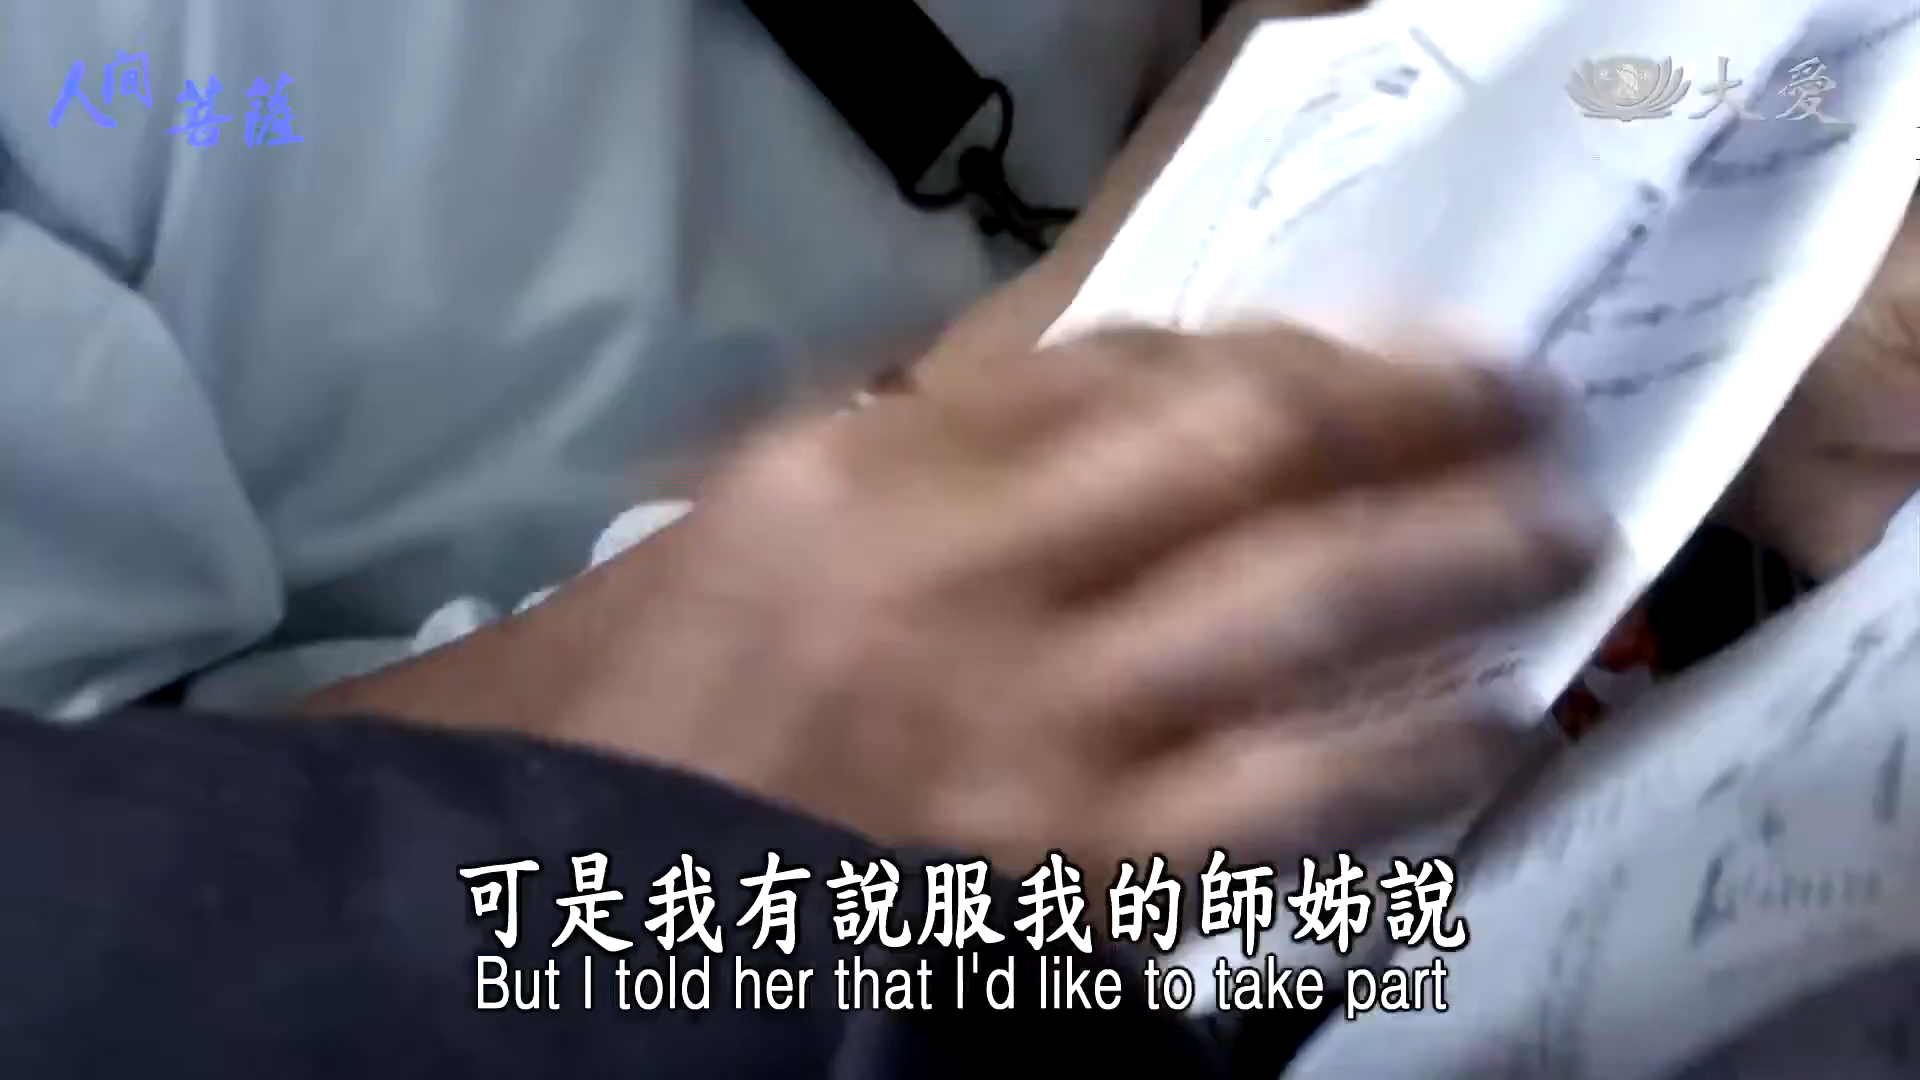 人間菩薩
大愛
可是我有說服我的師姊說
But I told her that I'd like to take part